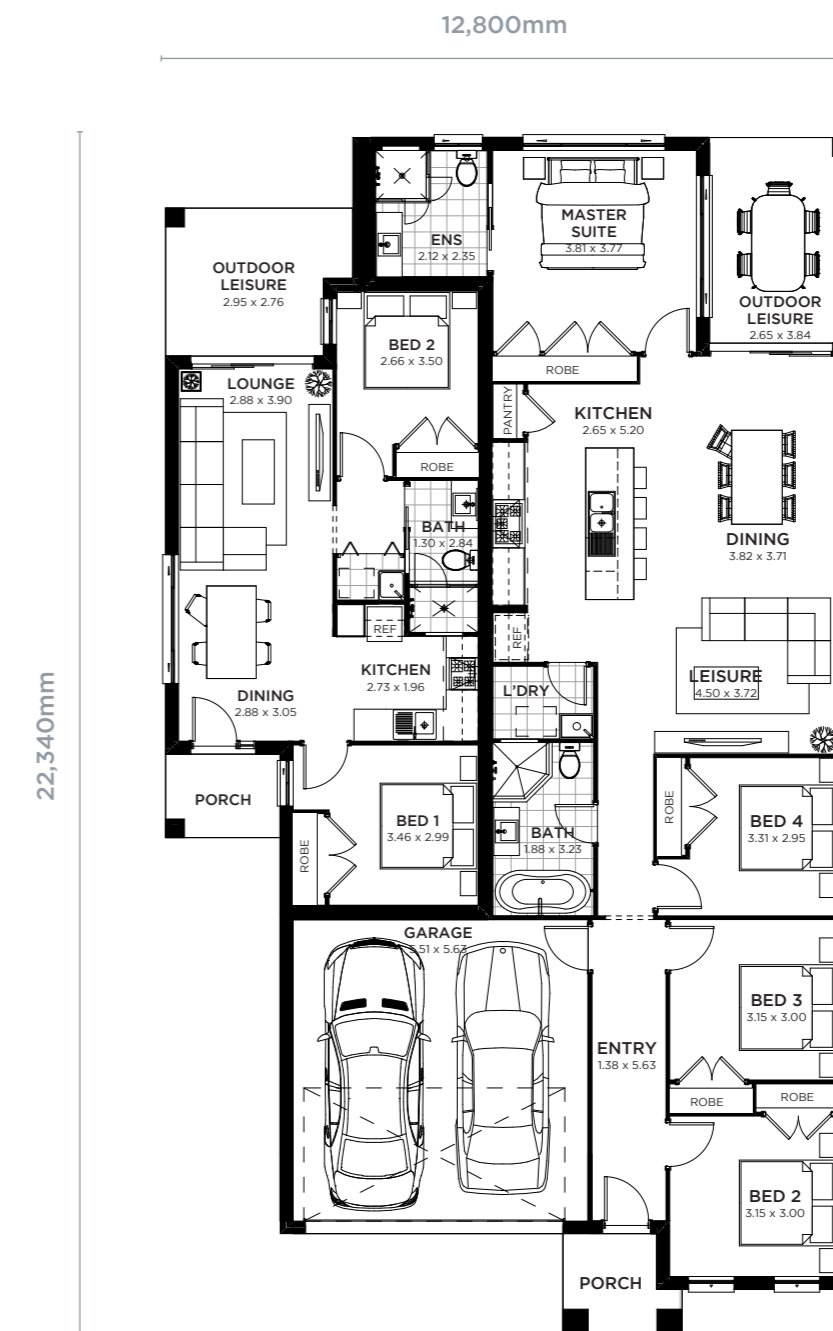 12,800mm
22,340mm
ENS
2.12 x 2.35
MASTER
SUITE
3.81 x 3.77
OUTDOOR
LEISURE
2.95 x 2.76
OUTDOOR
LEISURE
2.65 x 3.84
BED 2
2.66 x 3.50
ROBE
LOUNGE
2.88 x 3.90
PANTRY
KITCHEN
2.65 x 5.20
ROBE
BATH
1.30 x 2.84
DINING
3.82 x 3.71
REF
REF
KITCHEN
2.73 x 1.96
DINING
2.88 x 3.05
L'DRY
LEISURE
4.50 x 3.72
PORCH
BED 1
3.46 x 2.99
ROBE
BATH
1.88 x 3.23
ROBE
BED 4
3.31 x 2.95
GARAGE
5.51 x 5.63
BED 3
3.15 x 3.00
ENTRY
1.38 x 5.63
ROBE
ROBE
BED 2
3.15 x 3.00
PORCH